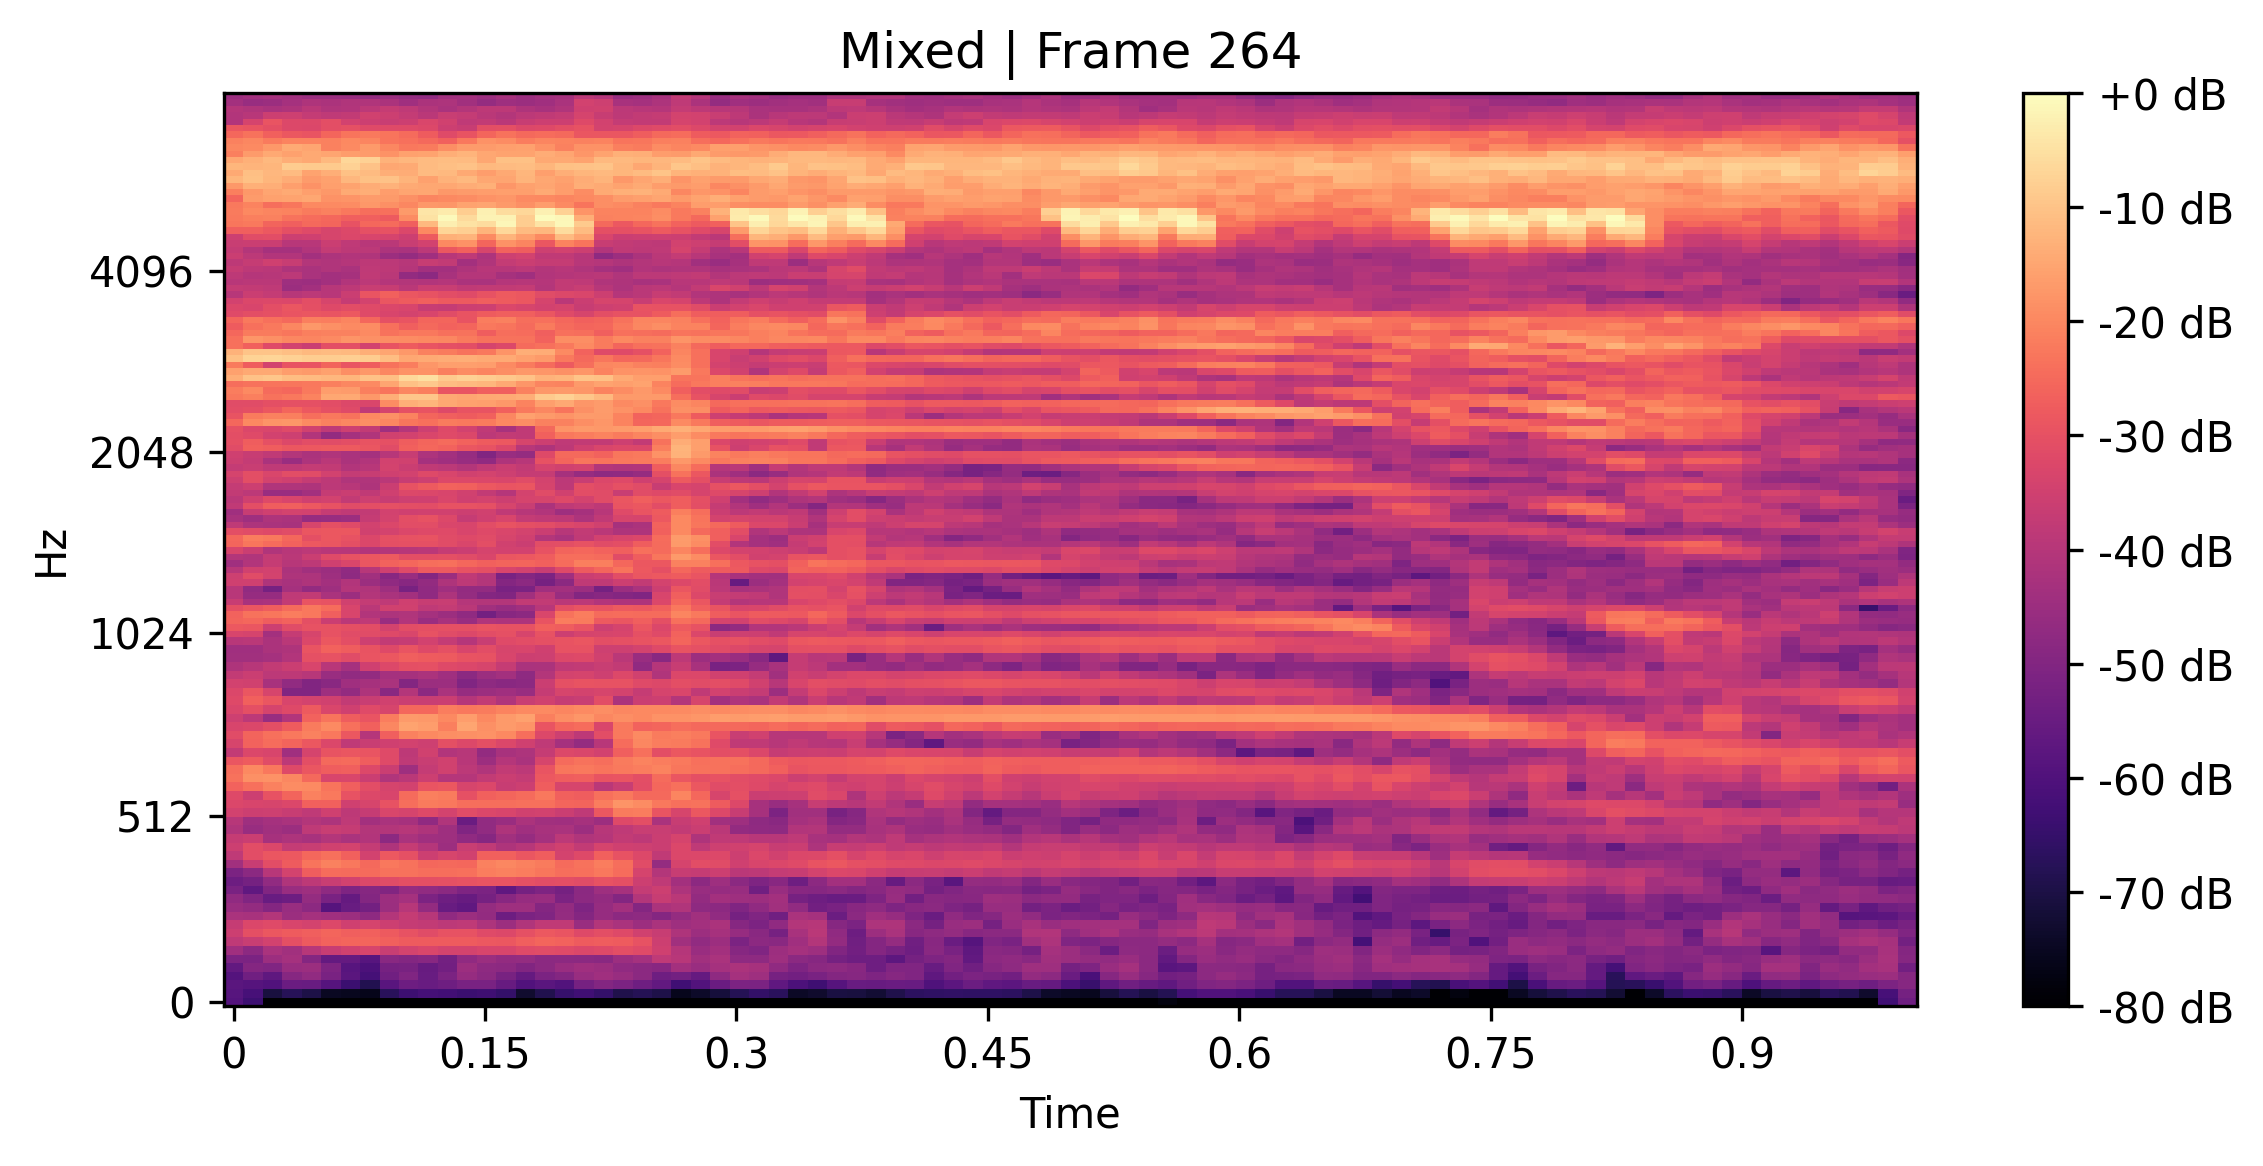 Mixed | Frame 264
+0 dB
-10 dB
-20 dB
-30 dB
-40 dB
-50 dB
-60 dB
-70 dB
-80 dB
Hz
4096
2048
1024
512
0
0 0.15 0.3 0.45 0.6 0.75 0.9
Time